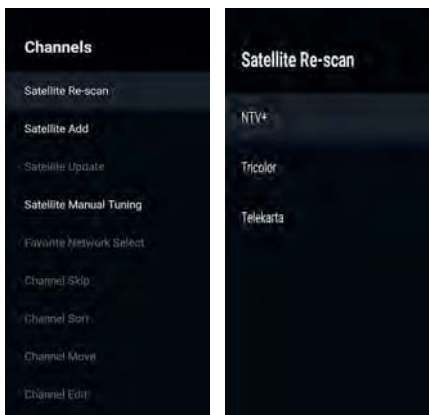 Channels
Satellite Re-scan
Satellite Add
Satellite Update
Satellite Manual Tuning
Favorite Network Select
Channel Skip
Channel Sort
Channel Move
Channel Edit
Satellite Re-scan
NTV+
Tricolor
Telekarta